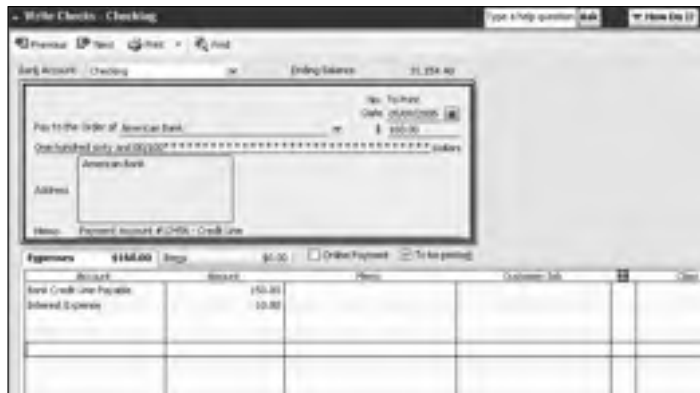 Write Checks - Checking Type a help question Ask How Do I?
Previous Next Print Find
Bank Account Checking Ending Balance
No. To Print
Date
Pay to the Order of American Bank $ 160.00
One hundred sixty and 00/100* * * * * * * * * * * * * * * * * * * * * * * * * * * * * * * * Dollars
American Bank
Address
Memo Payment Account #123456 - Credit Line
Expenses $160.00 Items $0.00 Online Payment To be printed
Account Amount Memo Customer:Job Class
Bank Credit Line Payable 150.00
Interest Expense 10.00